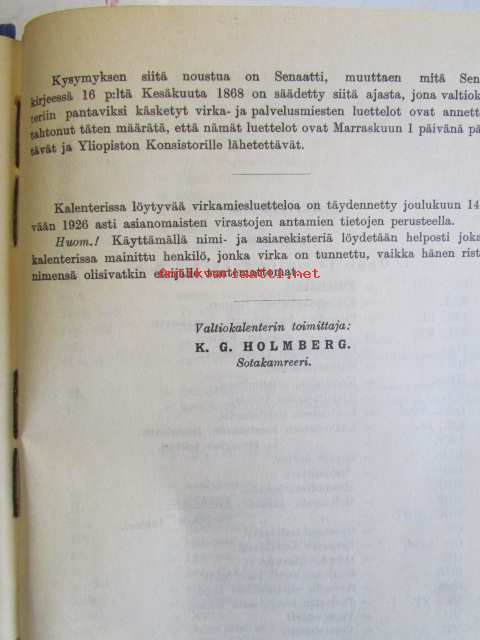 Kysymyksen siitä noustua on Senaatti, muuttaen mitä Sen
kirjeessä 16 p:ltä Kesäkuuta 1868 on säädetty siitä ajasta, jona valtiok
teriin pantaviksi käsketyt virka- ja palvelusmiesten luettelot ovat annett
tahtonut täten määrätä, että nämät luettelot ovat Marraskuun 1 päivänä pä
tävät ja Yliopiston Konsistorille lähetettävät.
Kalenterissa löytyvää virkamiesluetteloa on täydennetty joulukuun 14
vään 1926 asti asianomaisten virastojen antamien tietojen perusteella.
Huom.! Käyttämällä nimi- ja asiarekisteriä löydetään helposti joka
kalenterissa mainittu henkilö, jonka virka on tunnettu, vaikka hänen rist
nimensä olisivatkin etsijälle tuntemattomat.
antikvariaatti.net
Valtiokalenterin toimittaja:
K. G. HOLMBERG.
Sotakamreeri.